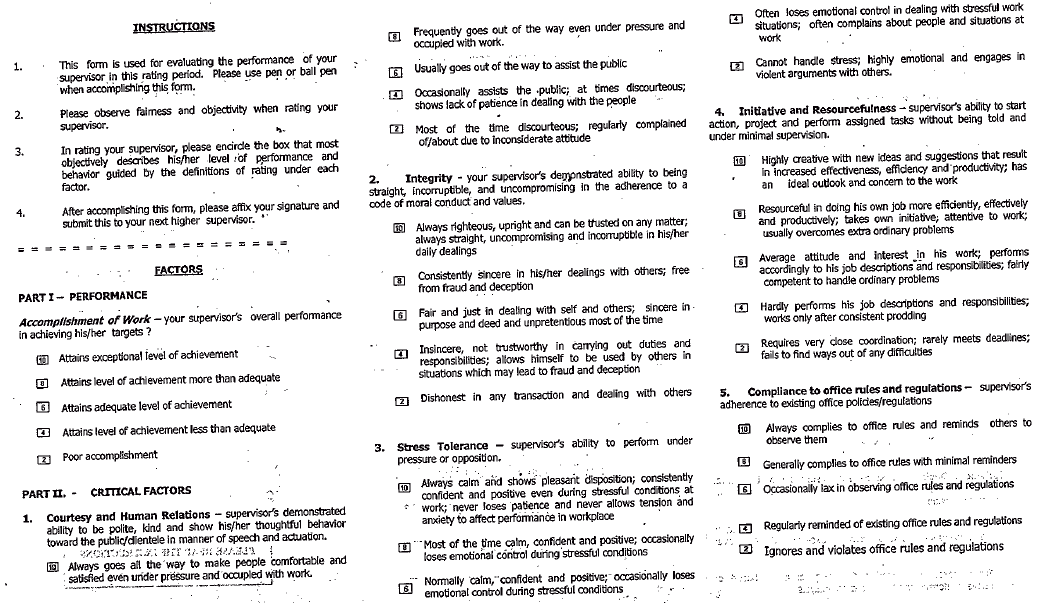 INSTRUCTIONS
1. This form is used for evaluating the performance of your
supervisor in this rating period. Please use pen or ball pen
when accomplishing this form.
2. Please observe fairness and objectivity when rating your
supervisor.
3. In rating your supervisor, please encircle the box that most
objectively describes his/her level of performance and
behavior guided by the definitions of rating under each
factor.
4. After accomplishing this form, please affix your signature and
submit this to your next higher supervisor.
= = = = = = = = = = = = = = = = = = = =
FACTORS
PART I – PERFORMANCE
Accomplishment of Work – your supervisor's overall performance
in achieving his/her targets ?
10 Attains exceptional level of achievement
8 Attains level of achievement more than adequate
6 Attains adequate level of achievement
4 Attains level of achievement less than adequate
2 Poor accomplishment
PART II. - CRITICAL FACTORS
1. Courtesy and Human Relations – supervisor's demonstrated
ability to be polite, kind and show his/her thoughtful behavior
toward the public/clientele in manner of speech and actuation.
10 Always goes all the way to make people comfortable and
satisfied even under pressure and occupied with work.
8 Frequently goes out of the way even under pressure and
occupied with work.
6 Usually goes out of the way to assist the public
4 Occasionally assists the public; at times discourteous;
shows lack of patience in dealing with the people
2 Most of the time discourteous; regularly complained
of/about due to inconsiderate attitude
2. Integrity - your supervisor's demonstrated ability to being
straight, incorruptible, and uncompromising in the adherence to a
code of moral conduct and values.
10 Always righteous, upright and can be trusted on any matter;
always straight, uncompromising and incorruptible in his/her
daily dealings
8 Consistently sincere in his/her dealings with others; free
from fraud and deception
6 Fair and just in dealing with self and others; sincere in
purpose and deed and unpretentious most of the time
4 Insincere, not trustworthy in carrying out duties and
responsibilities; allows himself to be used by others in
situations which may lead to fraud and deception
2 Dishonest in any transaction and dealing with others
3. Stress Tolerance – supervisor's ability to perform under
pressure or opposition.
10 Always calm and shows pleasant disposition; consistently
confident and positive even during stressful conditions at
work; never loses patience and never allows tension and
anxiety to affect performance in workplace
8 Most of the time calm, confident and positive; occasionally
loses emotional control during stressful conditions
6 Normally calm, confident and positive; occasionally loses
emotional control during stressful conditions
4 Often loses emotional control in dealing with stressful work
situations; often complains about people and situations at
work
2 Cannot handle stress; highly emotional and engages in
violent arguments with others.
4. Initiative and Resourcefulness – supervisor's ability to start
action, project and perform assigned tasks without being told and
under minimal supervision.
10 Highly creative with new ideas and suggestions that result
in increased effectiveness, efficiency and productivity; has
an ideal outlook and concern to the work
8 Resourceful in doing his own job more efficiently, effectively
and productively; takes own initiative; attentive to work;
usually overcomes extra ordinary problems
6 Average attitude and interest in his work; performs
accordingly to his job descriptions and responsibilities; fairly
competent to handle ordinary problems
4 Hardly performs his job descriptions and responsibilities;
works only after consistent prodding
2 Requires very close coordination; rarely meets deadlines;
fails to find ways out of any difficulties
5. Compliance to office rules and regulations – supervisor's
adherence to existing office policies/regulations
10 Always complies to office rules and reminds others to
observe them
8 Generally complies to office rules with minimal reminders
6 Occasionally lax in observing office rules and regulations
4 Regularly reminded of existing office rules and regulations
2 Ignores and violates office rules and regulations